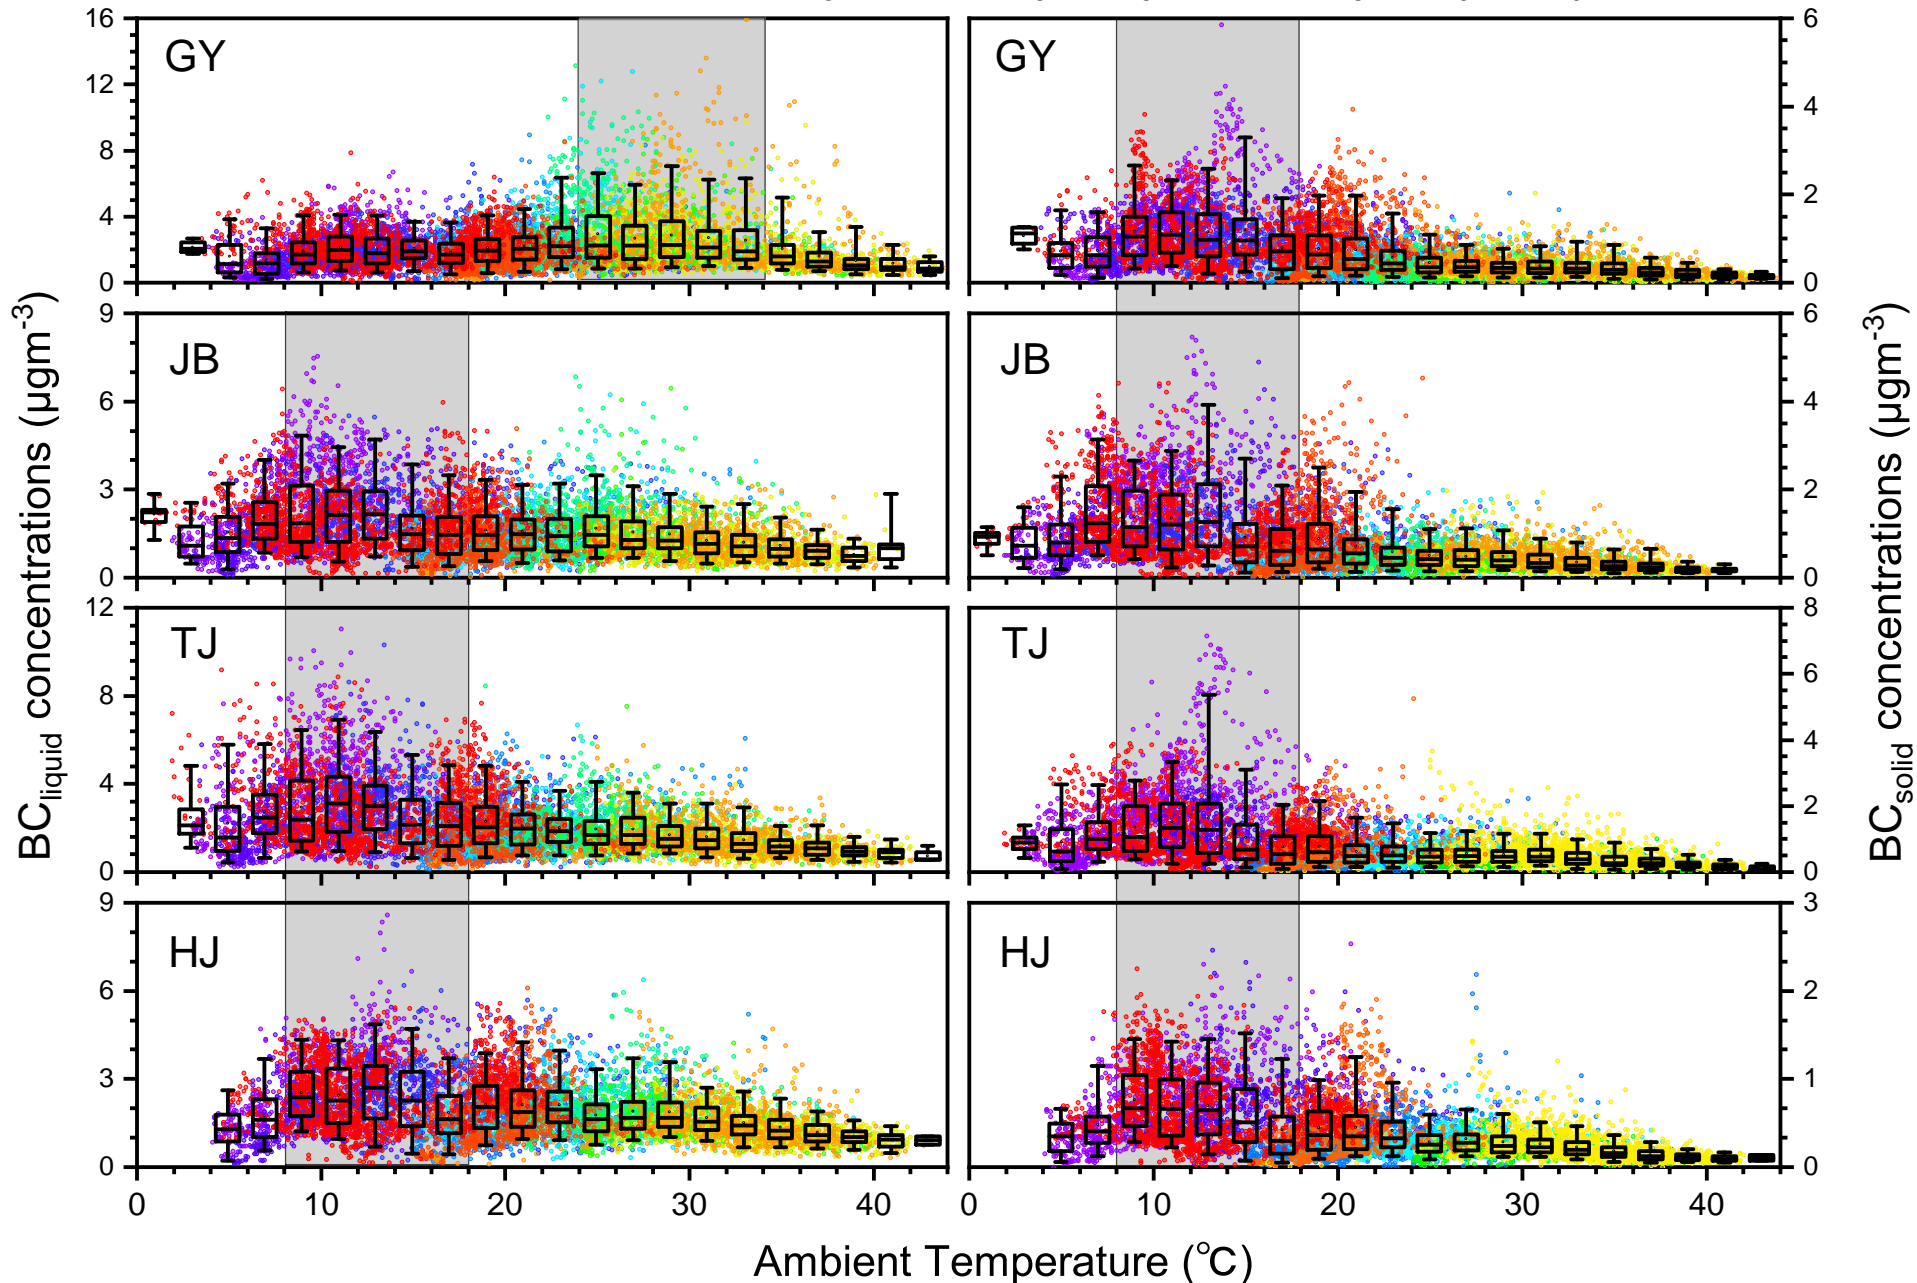 16
12
8
4
0
GY
GY
6
4
2
0
9
6
3
0
JB
JB
6
4
2
0
12
8
4
0
TJ
TJ
8
6
4
2
0
9
6
3
0
HJ
HJ
3
2
1
0
0 10 20 30 40
0 10 20 30 40
BCliquid concentrations (μgm-3)
BCsolid concentrations (μgm-3)
Ambient Temperature (℃)